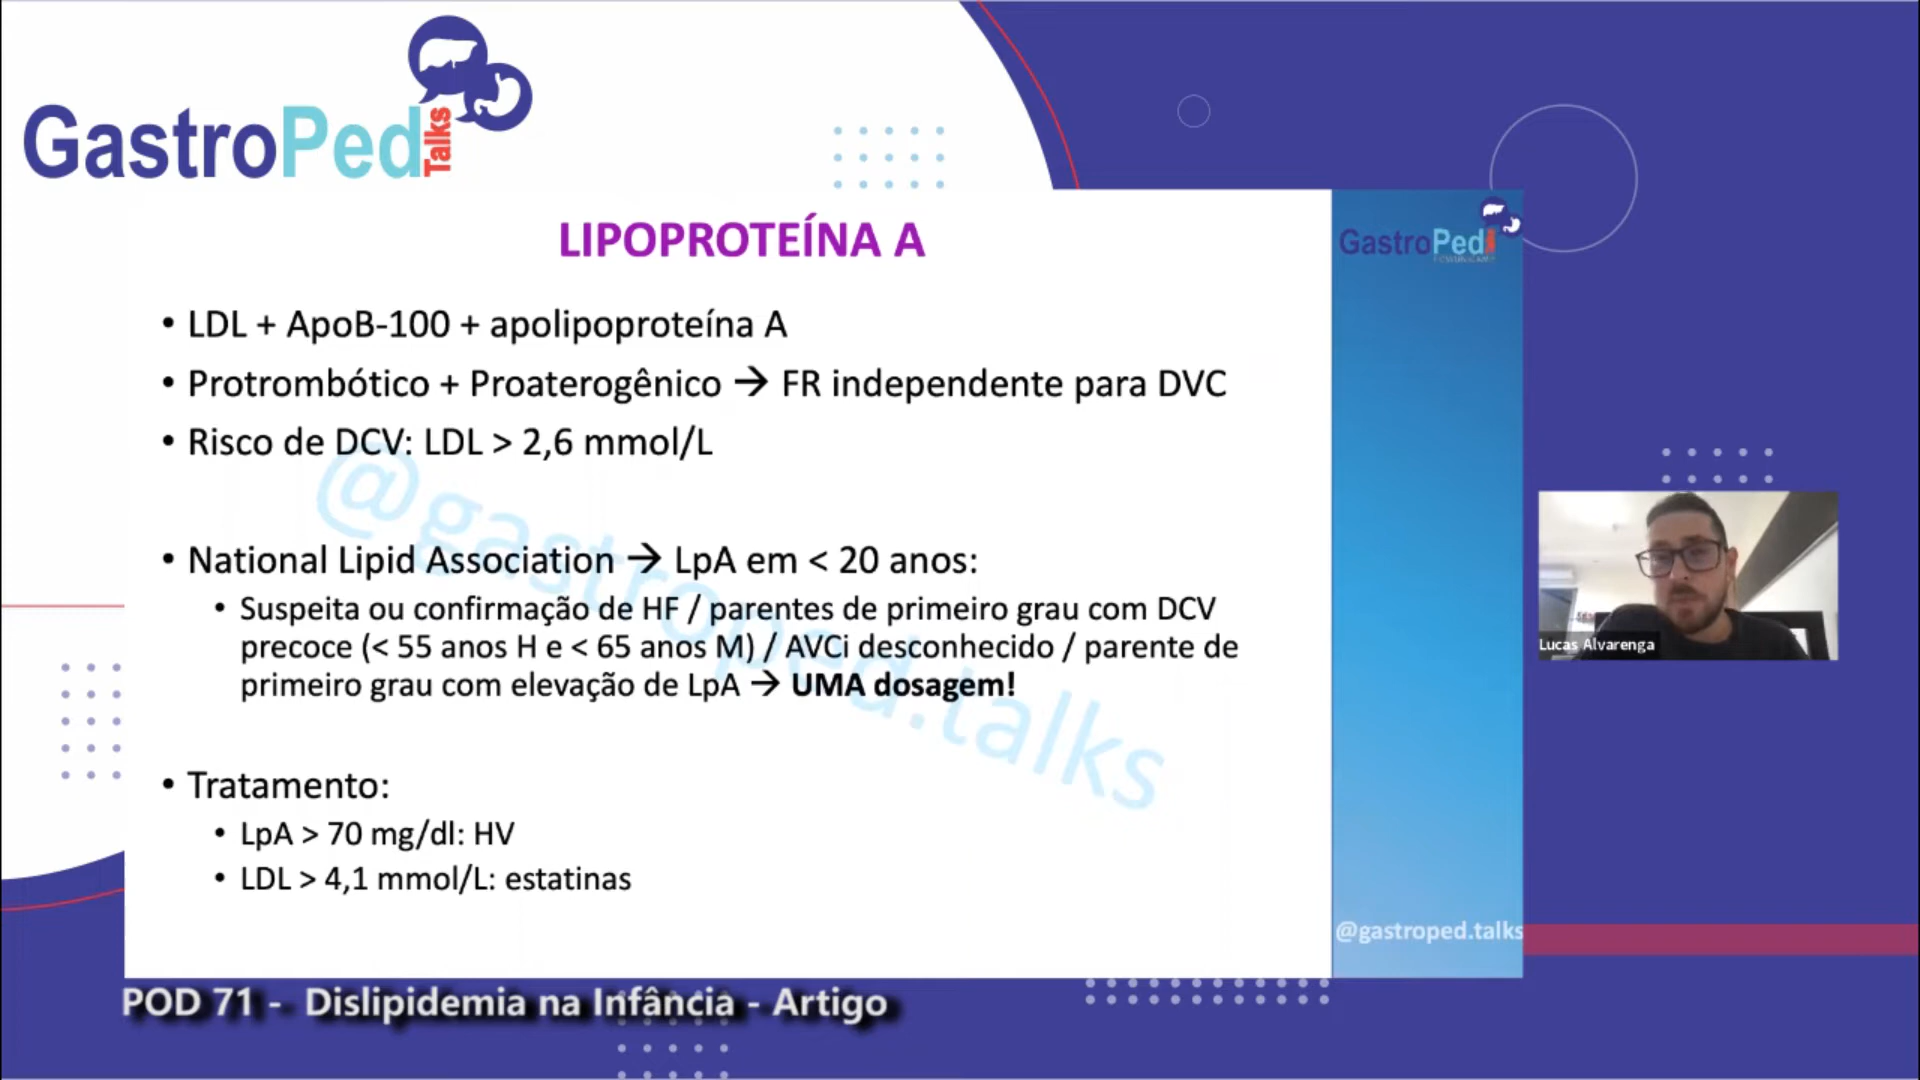 GastroPed Talks
LIPOPROTEÍNA A
GastroPed
• LDL + ApoB-100 + apolipoproteína A
• Protrombótico + Proaterogênico → FR independente para DVC
• Risco de DCV: LDL > 2,6 mmol/L
@gastroped.talks
• National Lipid Association → LpA em < 20 anos:
• Suspeita ou confirmação de HF / parentes de primeiro grau com DCV
precoce (< 55 anos H e < 65 anos M) / AVCi desconhecido / parente de
primeiro grau com elevação de LpA → UMA dosagem!
Lucas Alvarenga
• Tratamento:
• LpA > 70 mg/dl: HV
• LDL > 4,1 mmol/L: estatinas
@gastroped.talks
POD 71 - Dislipidemia na Infância - Artigo